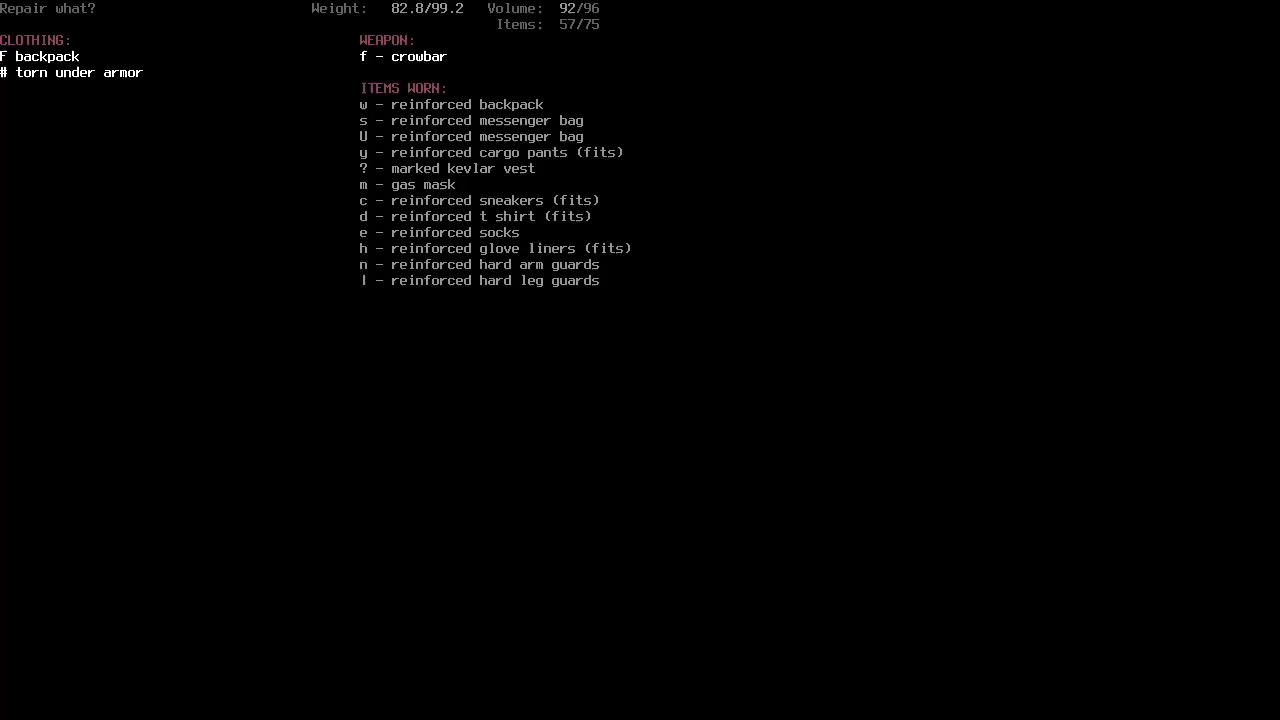 Repair what? Weight: 82.8/99.2 Volume: 92/96
Items: 57/75
CLOTHING: WEAPON:
F backpack f - crowbar
# torn under armor
ITEMS WORN:
w - reinforced backpack
s - reinforced messenger bag
U - reinforced messenger bag
y - reinforced cargo pants (fits)
? - marked kevlar vest
m - gas mask
c - reinforced sneakers (fits)
d - reinforced t shirt (fits)
e - reinforced socks
h - reinforced glove liners (fits)
n - reinforced hard arm guards
l - reinforced hard leg guards